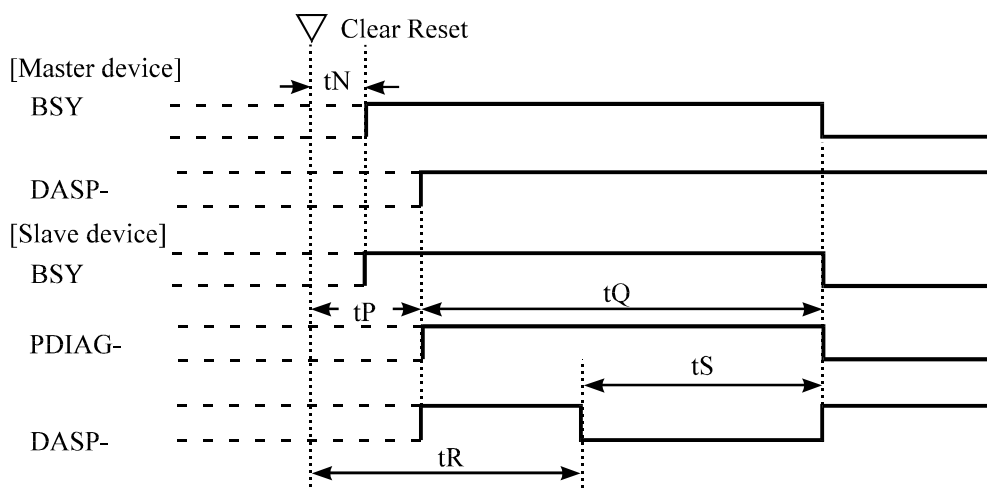 Clear Reset
[Master device]
tN
BSY
DASP-
[Slave device]
BSY
tP
tQ
PDIAG-
tS
DASP-
tR